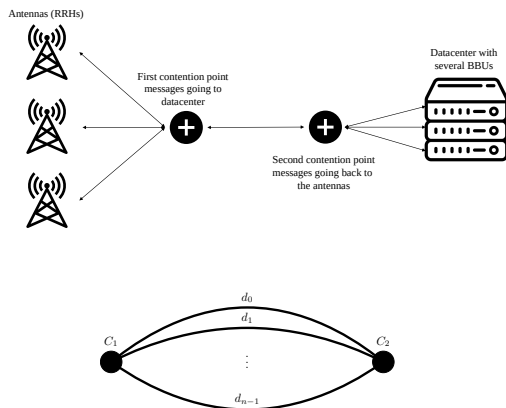 Antennas (RRHs)
Datacenter with
several BBUs
First contention point
messages going to
datacenter
Second contention point
messages going back to
the antennas
d₀
d₁
C₁
C₂
⋮
dₙ₋₁